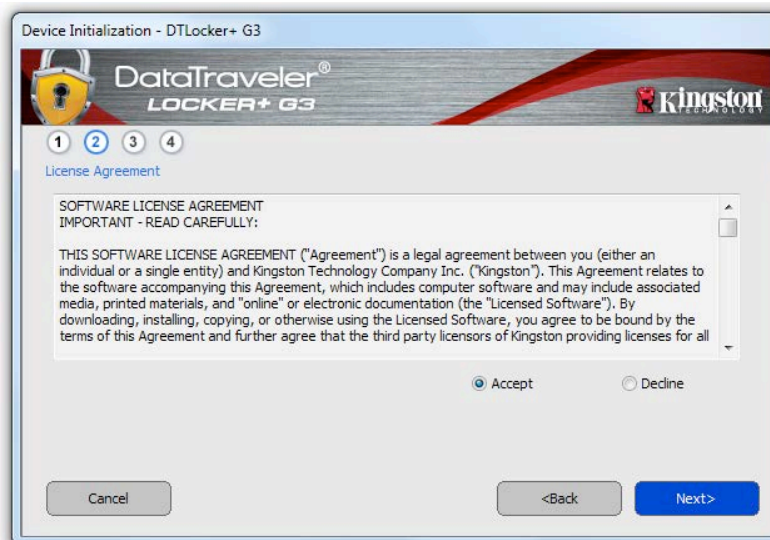 Device Initialization - DTLocker+ G3
DataTraveler®
LOCKER+ G3
Kingston
TECHNOLOGY
1 2 3 4
License Agreement
SOFTWARE LICENSE AGREEMENT
IMPORTANT - READ CAREFULLY:
THIS SOFTWARE LICENSE AGREEMENT ("Agreement") is a legal agreement between you (either an
individual or a single entity) and Kingston Technology Company Inc. ("Kingston"). This Agreement relates to
the software accompanying this Agreement, which includes computer software and may include associated
media, printed materials, and "online" or electronic documentation (the "Licensed Software"). By
downloading, installing, copying, or otherwise using the Licensed Software, you agree to be bound by the
terms of this Agreement and further agree that the third party licensors of Kingston providing licenses for all
Accept Decline
Cancel <Back Next>